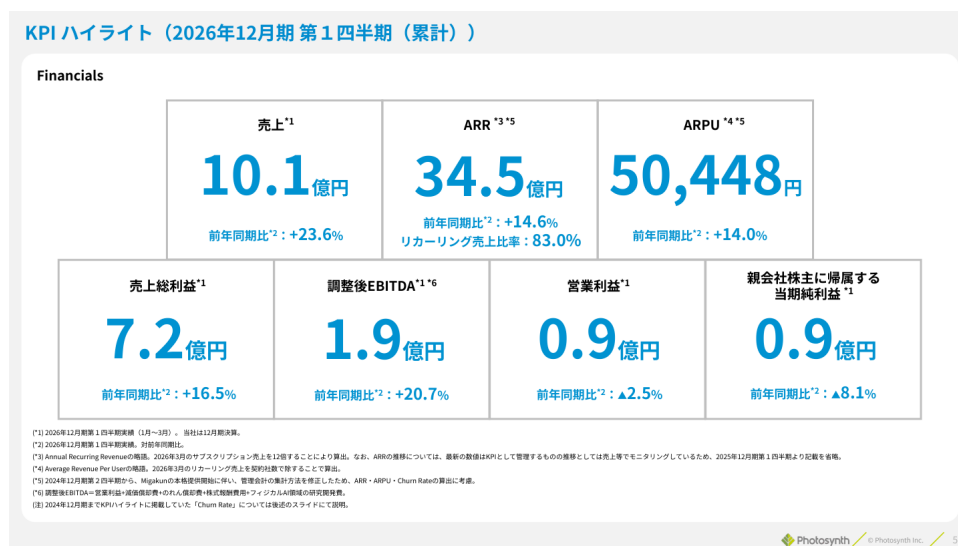 KPI ハイライト（2026年12月期 第１四半期（累計））
Financials
売上*1
10.1億円
前年同期比*2：+23.6%
ARR *3 *5
34.5億円
前年同期比*2：+14.6%
リカーリング売上比率：83.0%
ARPU *4 *5
50,448円
前年同期比*2：+14.0%
売上総利益*1
7.2億円
前年同期比*2：+16.5%
調整後EBITDA*1 *6
1.9億円
前年同期比*2：+20.7%
営業利益*1
0.9億円
前年同期比*2：▲2.5%
親会社株主に帰属する
当期純利益 *1
0.9億円
前年同期比*2：▲8.1%
(*1) 2026年12月期第１四半期実績（1月～3月）。 当社は12月期決算。
(*2) 2026年12月期第１四半期実績。対前年同期比。
(*3) Annual Recurring Revenueの略語。2026年3月のサブスクリプション売上を12倍することにより算出。なお、ARRの推移については、最新の数値はKPIとして管理するものの推移としては売上等でモニタリングしているため、2025年12月期第１四半期より記載を省略。
(*4) Average Revenue Per Userの略語。2026年3月のリカーリング売上を契約社数で除することで算出。
(*5) 2024年12月期第２四半期から、Migakunの本格提供開始に伴い、管理会計の集計方法を修正したため、ARR・ARPU・Churn Rateの算出に考慮。
(*6) 調整後EBITDA＝営業利益+減価償却費+のれん償却費+株式報酬費用+フィジカルAI領域の研究開発費。
(注) 2024年12月期までKPIハイライトに掲載していた「Churn Rate」については後述のスライドにて説明。
Photosynth © Photosynth Inc. 5